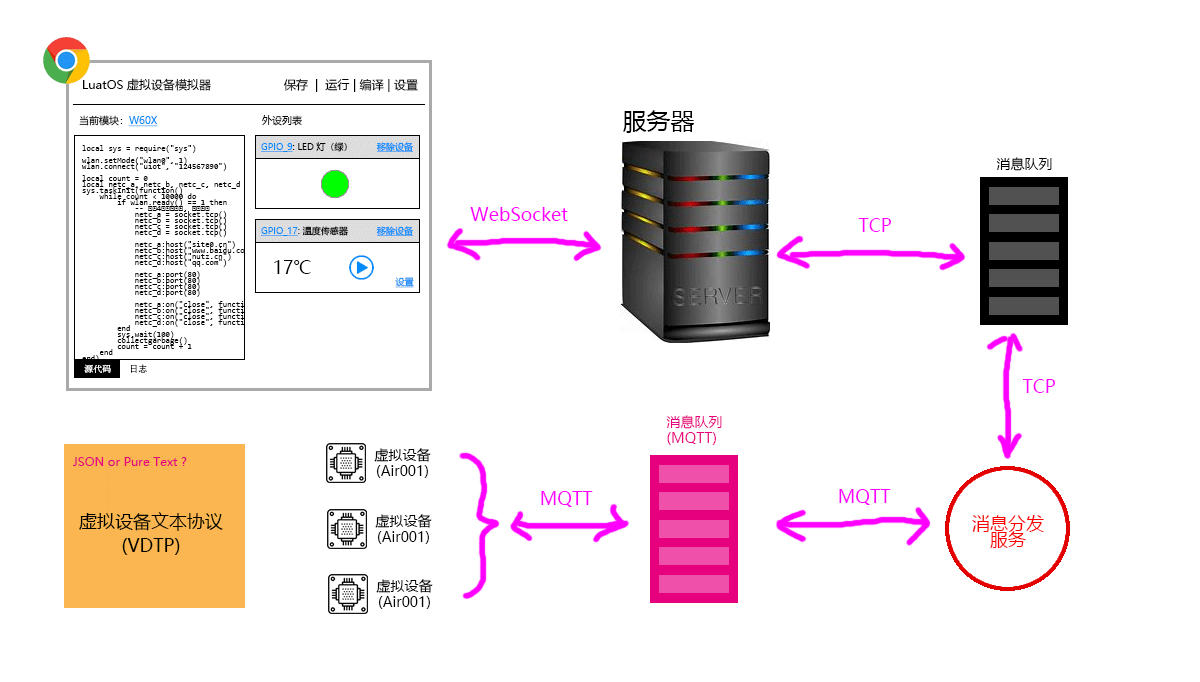 LuatOS 虚拟设备模拟器
保存 | 运行 | 编译 | 设置
当前模块: W60X
local sys = require("sys")
wlan.setMode("wlan0", 1)
wlan.connect("uiot", "1234567890")
local count = 0
local netc_a, netc_b, netc_c, netc_d
sys.taskInit(function()
while count < 10000 do
if wlan.ready() == 1 then
netc_a = socket.tcp()
netc_b = socket.tcp()
netc_c = socket.tcp()
netc_d = socket.tcp()
netc_a:host("site0.cn")
netc_b:host("www.baidu.co
netc_c:host("nutz.cn")
netc_d:host("qq.com")
netc_a:port(80)
netc_b:port(80)
netc_c:port(80)
netc_d:port(80)
netc_a:on("close", functi
netc_b:on("close", functi
netc_c:on("close", functi
netc_d:on("close", functi
end
sys.wait(100)
collectgarbage()
count = count + 1
end
end)
源代码 日志
外设列表
GPIO_9: LED 灯（绿） 移除设备
GPIO_17: 温度传感器 移除设备
17℃
设置
WebSocket
服务器
SERVER
TCP
消息队列
TCP
消息分发
服务
MQTT
消息队列
(MQTT)
MQTT
虚拟设备
(Air001)
虚拟设备
(Air001)
虚拟设备
(Air001)
JSON or Pure Text ?
虚拟设备文本协议
(VDTP)